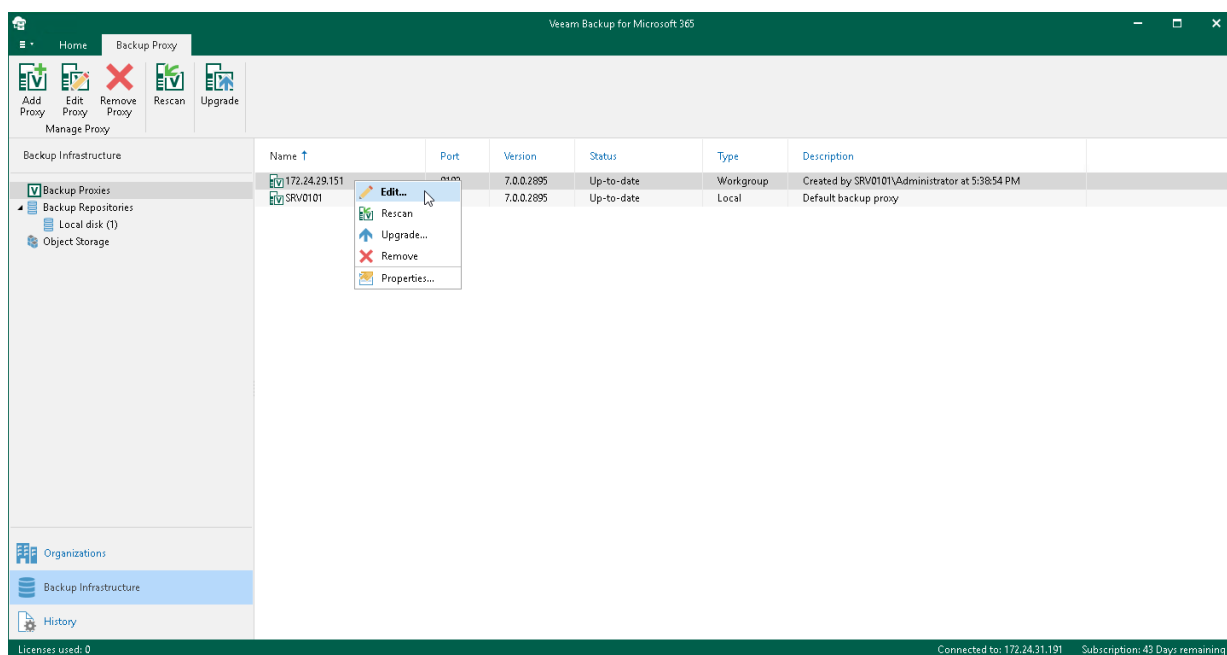 Veeam Backup for Microsoft 365
Home Backup Proxy
Add Proxy Edit Proxy Remove Proxy Rescan Upgrade
Manage Proxy
Backup Infrastructure
Name Port Version Status Type Description
Backup Proxies
Backup Repositories
Local disk (1)
Object Storage
172.24.29.151 7.0.0.2895 Up-to-date Workgroup Created by SRV0101\Administrator at 5:38:54 PM
SRV0101 7.0.0.2895 Up-to-date Local Default backup proxy
Edit...
Rescan
Upgrade...
Remove
Properties...
Organizations
Backup Infrastructure
History
Licenses used: 0 Connected to: 172.24.31.191 Subscription: 43 Days remaining